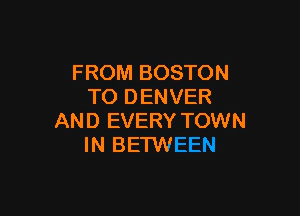 FROM BOSTON
TO DENVER
AND EVERY TOWN
IN BETWEEN